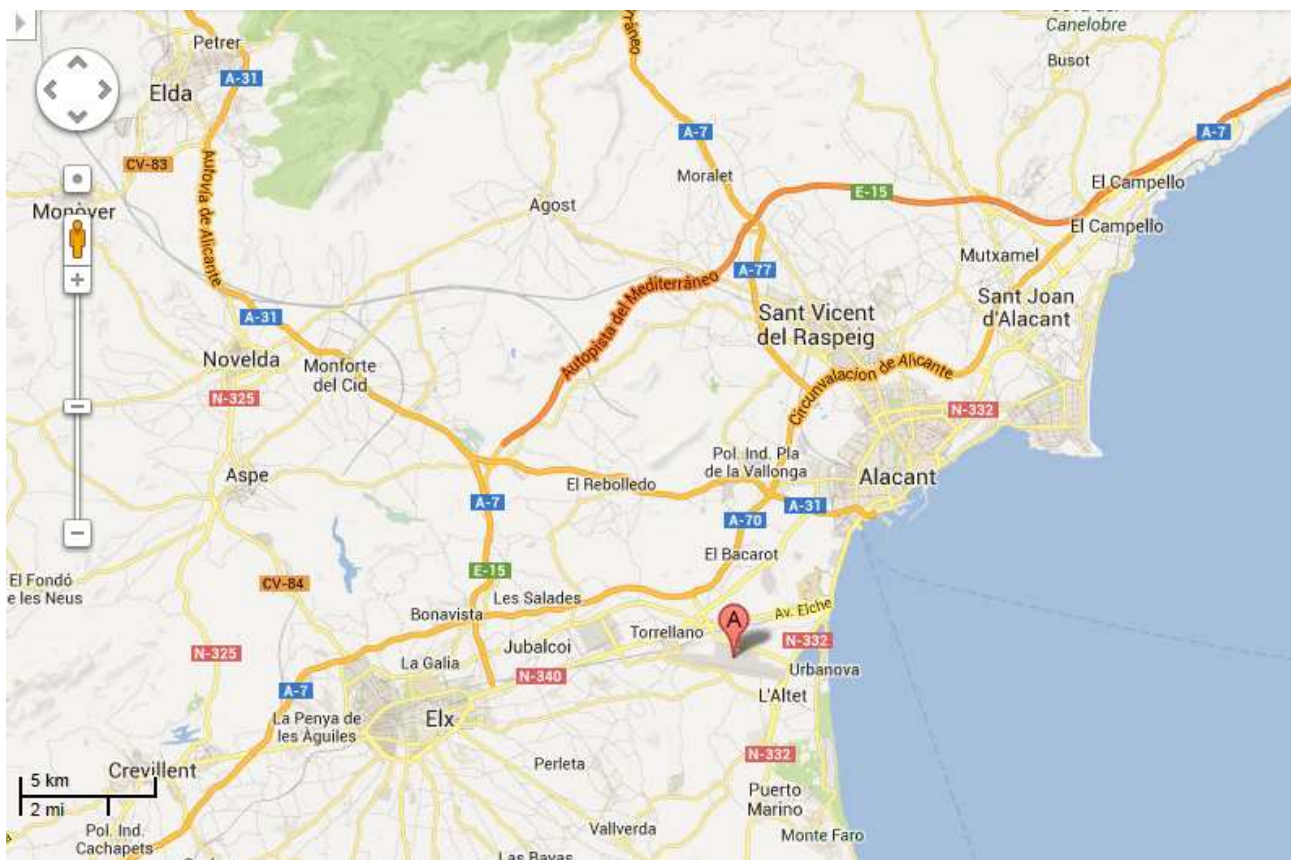 Canelobre
Petrer
Busot
A-31
Elda
A-7
A-7
CV-83
Autovía de Alicante
Moralet
E-15
El Campello
Monòver
Agost
El Campello
Mutxamel
A-77
Autopista del Mediterráneo
Sant Joan
d'Alacant
Sant Vicent
del Raspeig
A-31
Novelda
Monforte
del Cid
Circunvalacion de Alicante
N-325
N-332
Pol. Ind. Pla
de la Vallonga
Aspe
El Rebolledo
Alacant
A-7
A-31
A-70
El Bacarot
E-15
El Fondó
de les Neus
CV-84
Les Salades
Bonavista
Av. Elche
A
Torrellano
N-332
Jubalcoi
N-325
La Galia
N-340
Urbanova
A-7
L'Altet
La Penya de
les Àguiles
Elx
N-332
Crevillent
Perleta
5 km
2 mi
Puerto
Marino
Pol. Ind.
Cachapets
Vallverda
Monte Faro